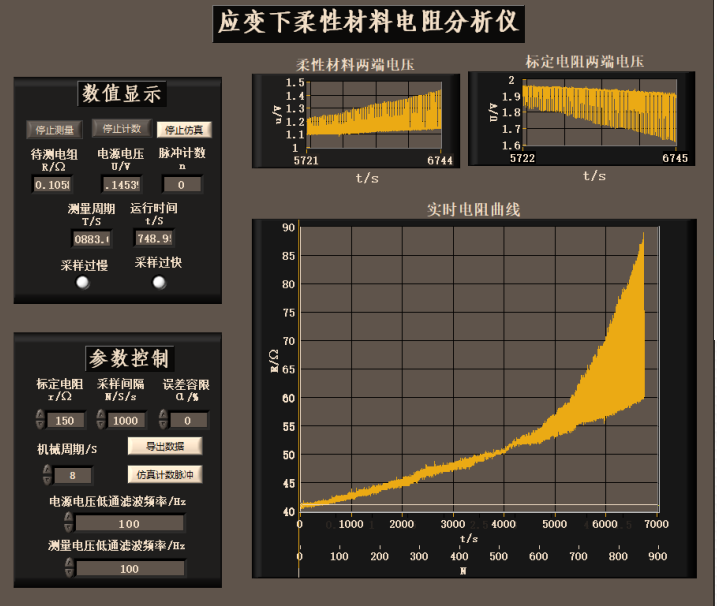 应变下柔性材料电阻分析仪
数值显示
停止测量 停止计数 停止仿真
待测电组 电源电压 脉冲计数
R/Ω U/V n
0.105 .1453 0
测量周期 运行时间
T/S t/S
0883. 748.9
采样过慢 采样过快
参数控制
标定电阻 采样间隔 误差容限
r/Ω N/S/s α/%
150 1000 0
机械周期/S 导出数据
8 仿真计数脉冲
电源电压低通滤波频率/Hz
100
测量电压低通滤波频率/Hz
100
柔性材料两端电压
u/V
1.5
1.4
1.3
1.2
1.1
1
5721 6744
t/s
标定电阻两端电压
U/V
2
1.9
1.8
1.7
1.6
5722 6745
t/s
实时电阻曲线
R/Ω
90
85
80
75
70
65
60
55
50
45
40
0 1000 2000 3000 4000 5000 6000 7000
t/s
0 100 200 300 400 500 600 700 800 900
N